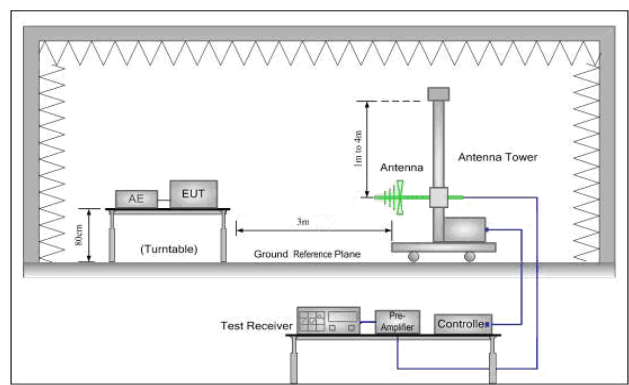 1m to 4m
Antenna
Antenna Tower
AE
EUT
80cm
3m
(Turntable)
Ground Reference Plane
Test Receiver
Pre-
Amplifier
Controller